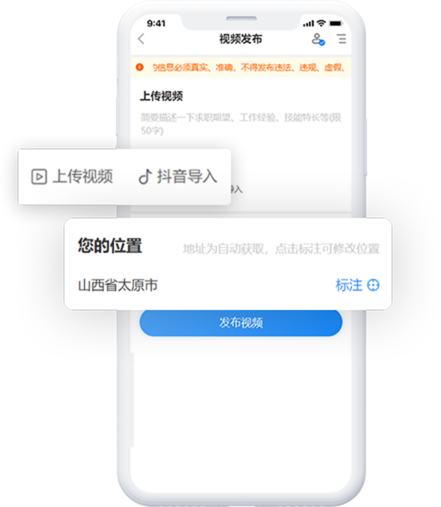 9:41
视频发布
信息必须真实、准确，不得发布违法、违规、虚假、
上传视频
简要描述一下求职期望、工作经验、技能特长等(限
50字)
上传视频 抖音导入
导入
您的位置 地址为自动获取，点击标注可修改位置
山西省太原市 标注
发布视频